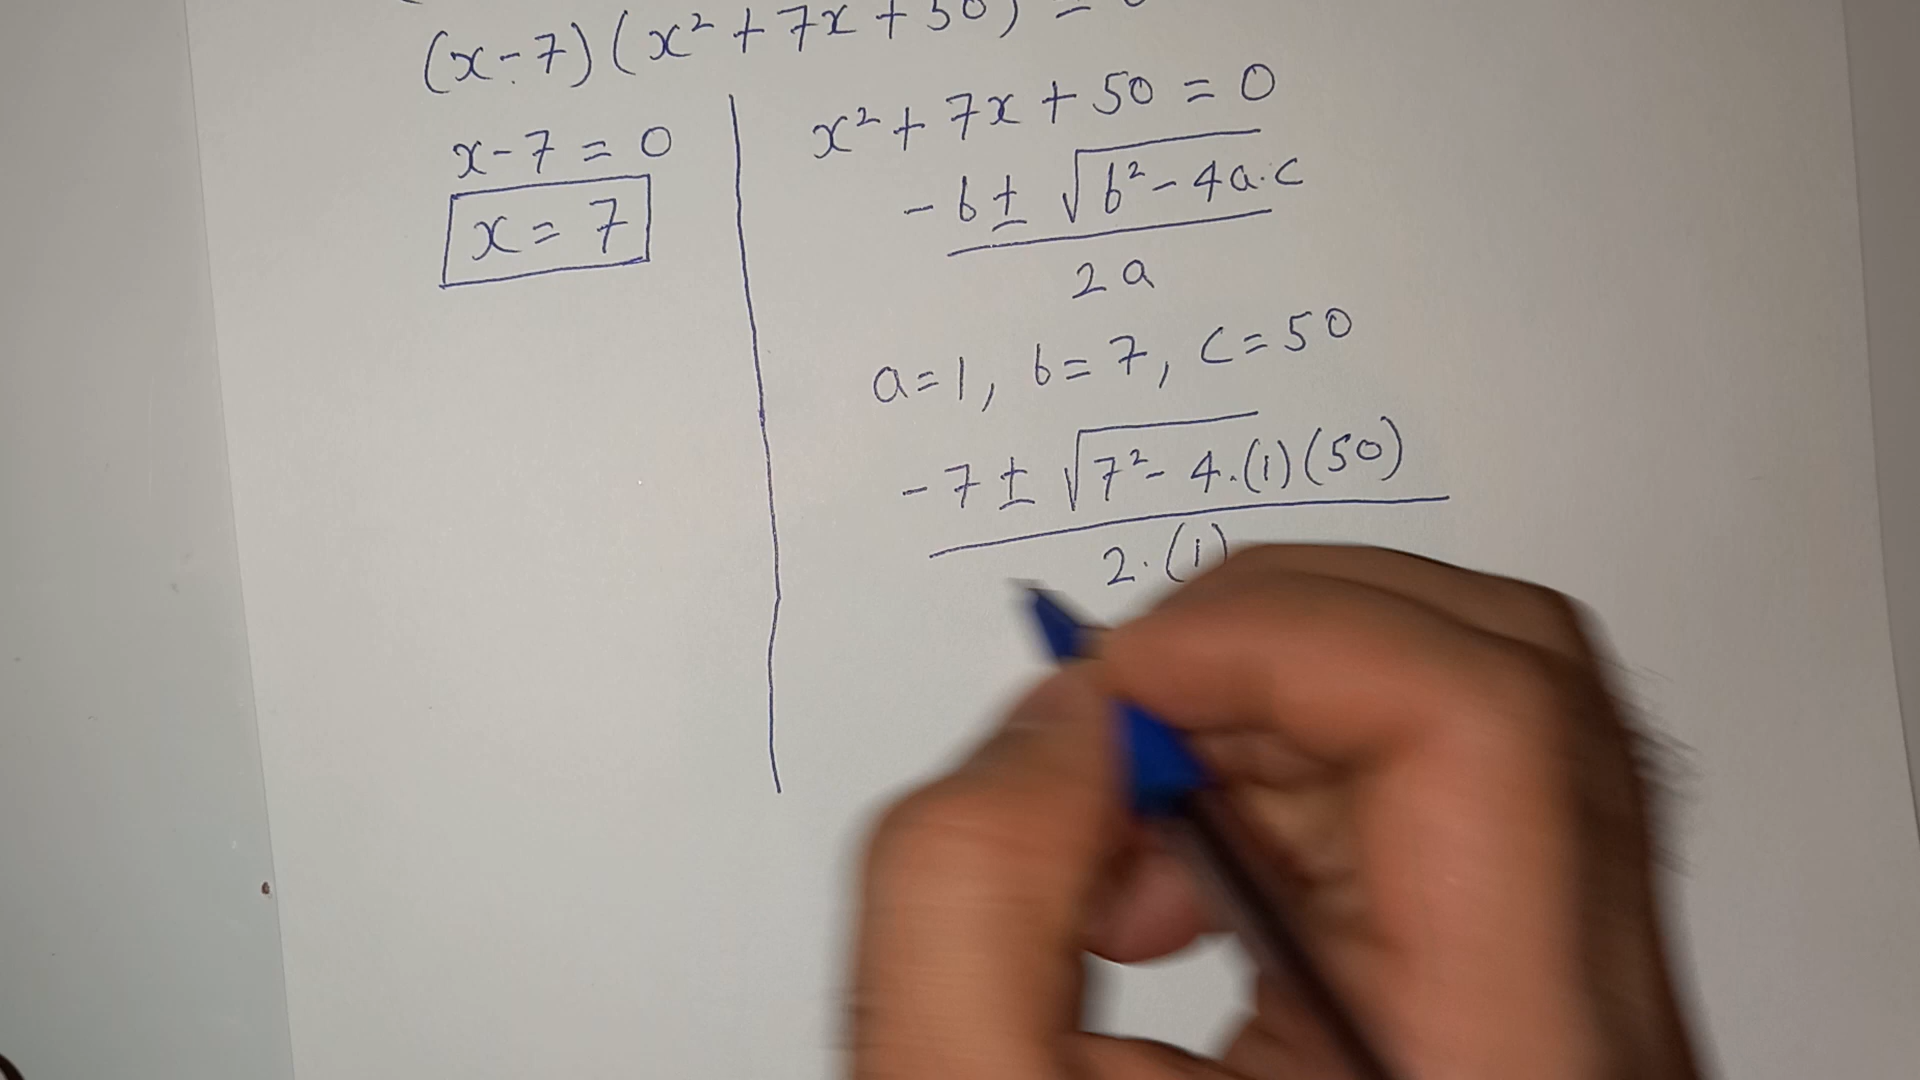 (x-7)(x²+7x+50)=0
x-7=0
x=7
x²+7x+50=0
-b±√b²-4a·c
2a
a=1, b=7, c=50
-7±√7²-4·(1)(50)
2·(1)